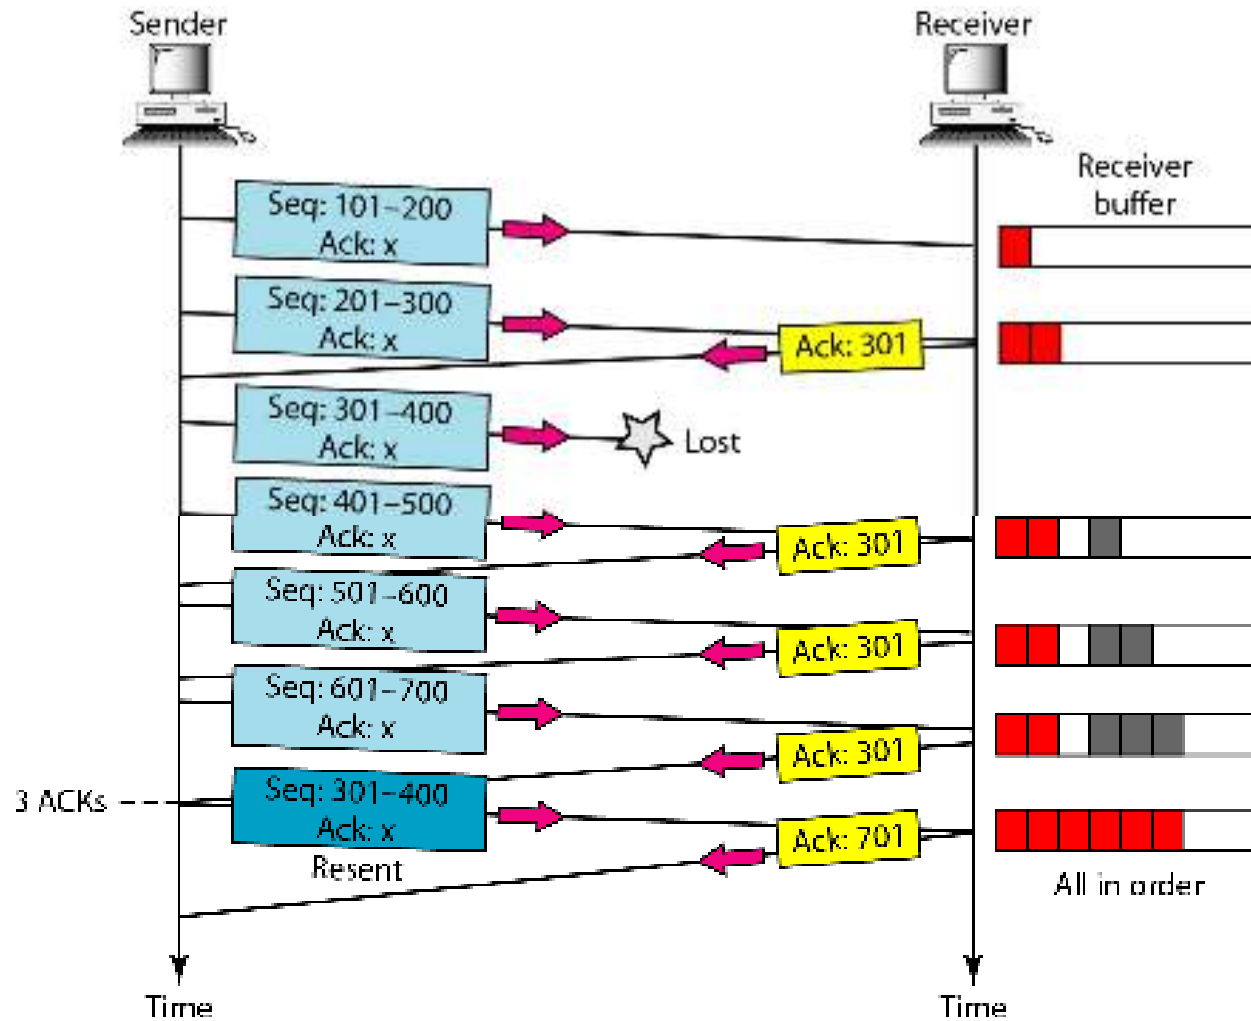 Sender
Receiver
Receiver
buffer
Seq: 101–200
Ack: x
Seq: 201–300
Ack: x
Ack: 301
Seq: 301–400
Ack: x
Lost
Seq: 401–500
Ack: x
Ack: 301
Seq: 501–600
Ack: x
Ack: 301
Seq: 601–700
Ack: x
Ack: 301
3 ACKs
Seq: 301–400
Ack: x
Resent
Ack: 701
All in order
Time
Time